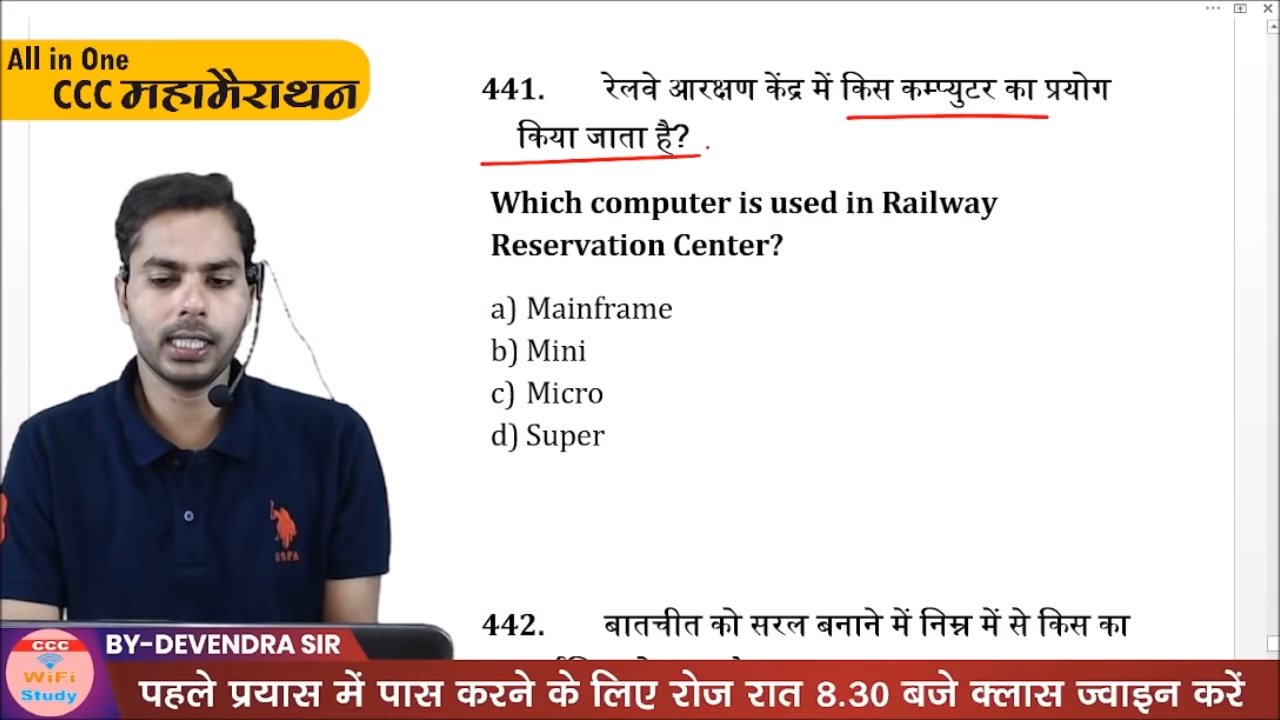 All in One
CCC महामैराथन
441. रेलवे आरक्षण केंद्र में किस कम्प्युटर का प्रयोग
किया जाता है?
Which computer is used in Railway
Reservation Center?
a) Mainframe
b) Mini
c) Micro
d) Super
USPA
442. बातचीत को सरल बनाने में निम्न में से किस का
CCC
WiFi
Study
BY-DEVENDRA SIR
पहले प्रयास में पास करने के लिए रोज रात 8.30 बजे क्लास ज्वाइन करें